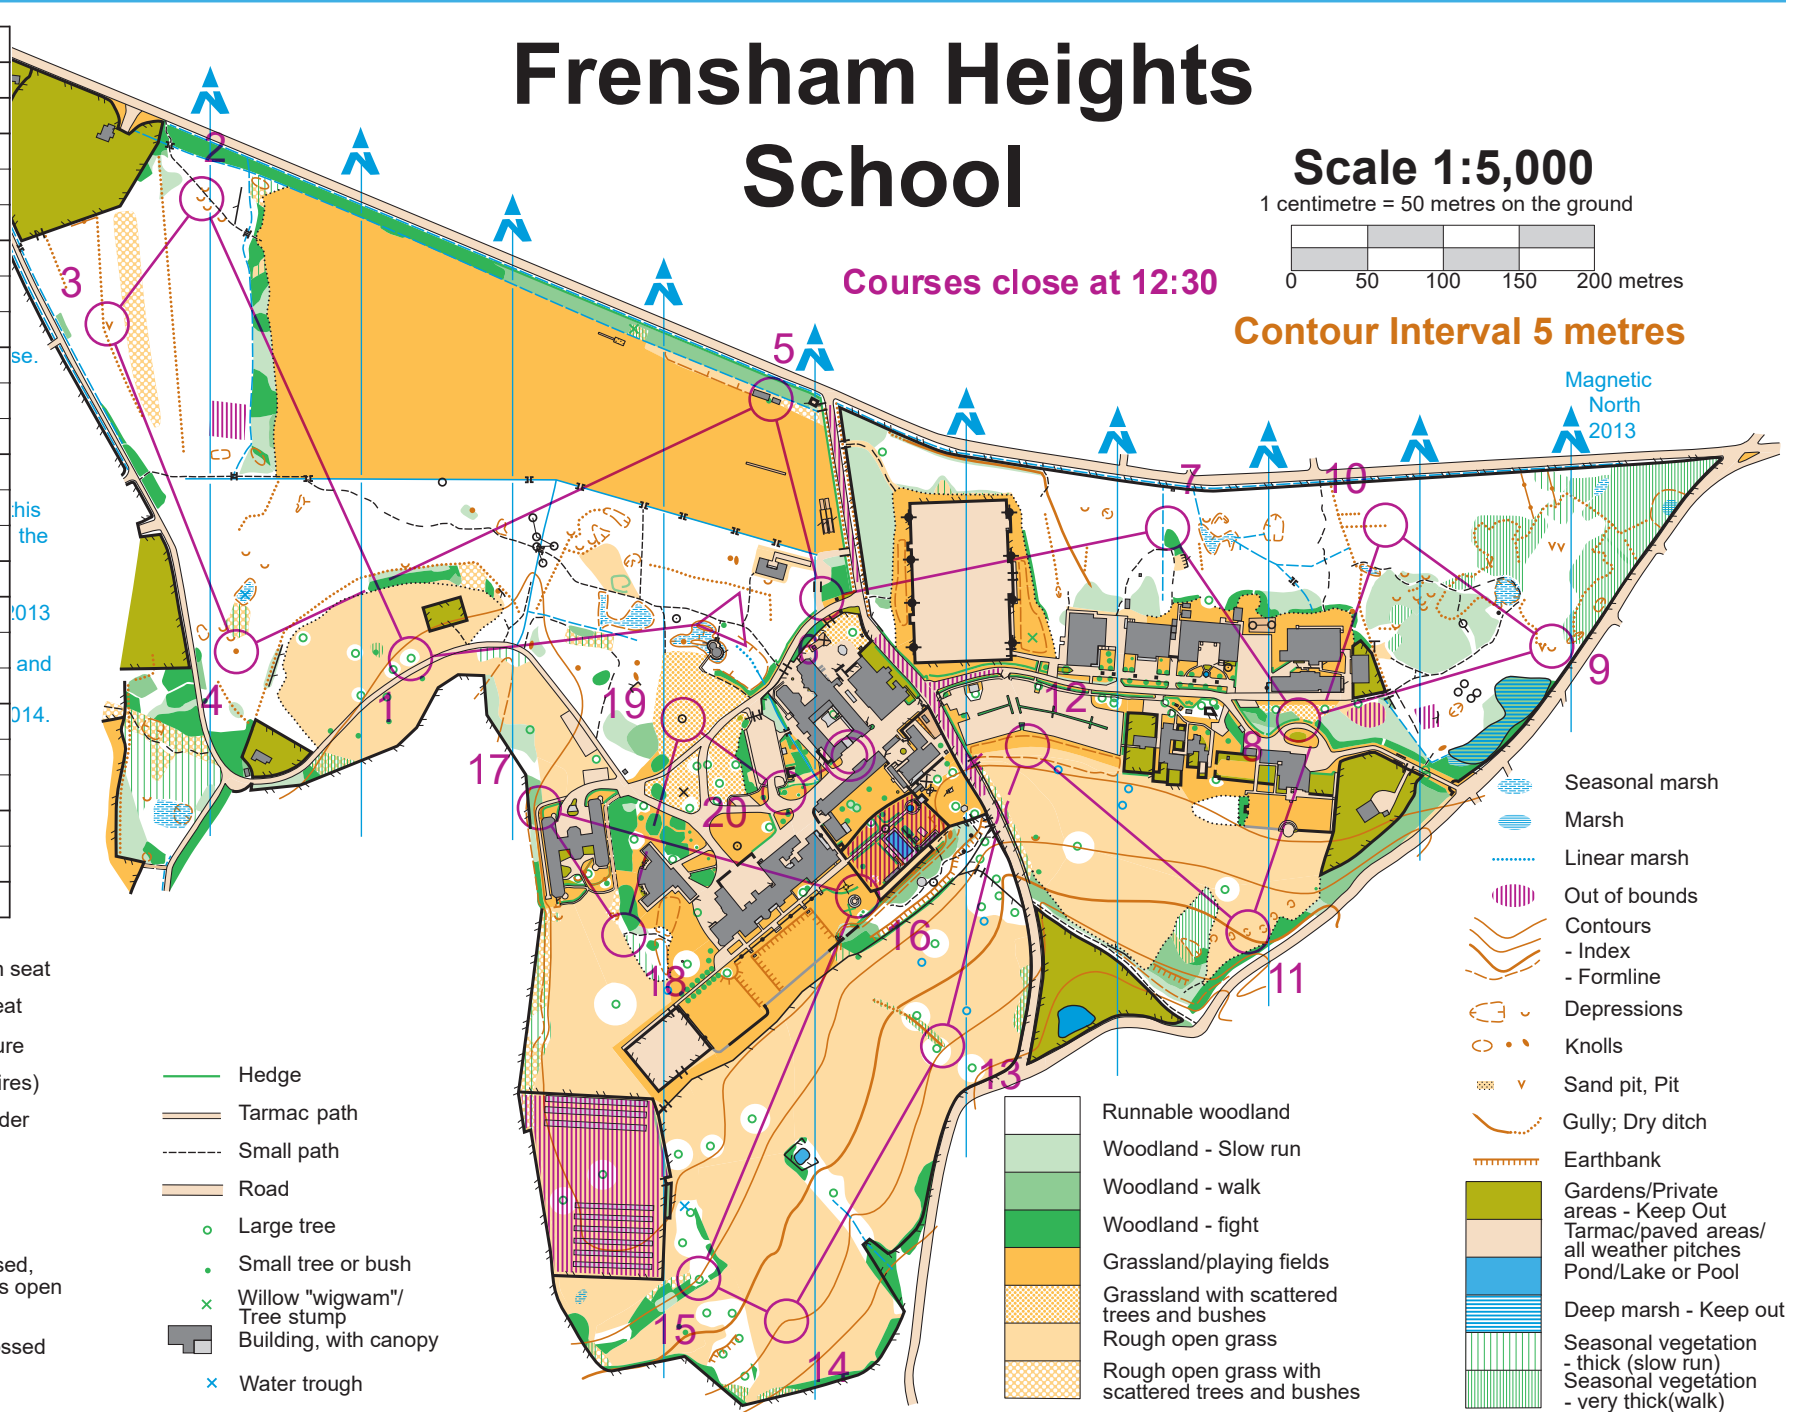 Frensham Heights
School
Scale 1:5,000
1 centimetre = 50 metres on the ground
0 50 100 150 200 metres
Courses close at 12:30
Contour Interval 5 metres
Magnetic
North
2013
2
3
5
7
10
se.
this
the
2013
and
014.
4
1
6
19
12
9
8
17
20
16
18
11
13
15
14
n seat
eat
ure
ires)
der
sed,
s open
essed
Hedge
Tarmac path
Small path
Road
Large tree
Small tree or bush
Willow "wigwam"/
Tree stump
Building, with canopy
Water trough
Runnable woodland
Woodland - Slow run
Woodland - walk
Woodland - fight
Grassland/playing fields
Grassland with scattered
trees and bushes
Rough open grass
Rough open grass with
scattered trees and bushes
Seasonal marsh
Marsh
Linear marsh
Out of bounds
Contours
- Index
- Formline
Depressions
Knolls
Sand pit, Pit
Gully; Dry ditch
Earthbank
Gardens/Private
areas - Keep Out
Tarmac/paved areas/
all weather pitches
Pond/Lake or Pool
Deep marsh - Keep out
Seasonal vegetation
- thick (slow run)
Seasonal vegetation
- very thick(walk)